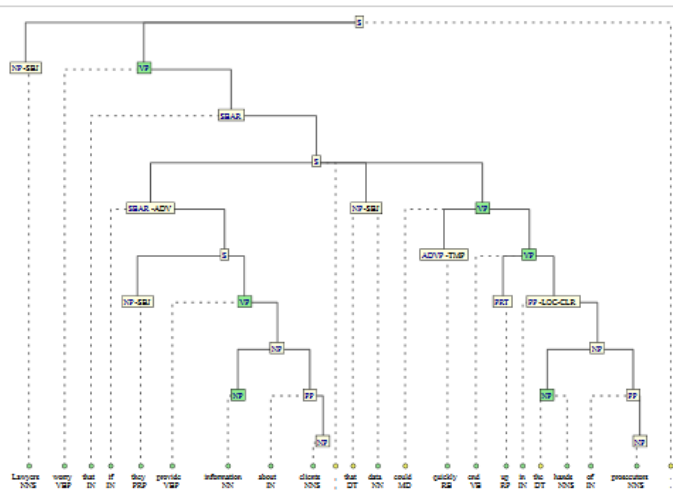 S
NP-SBJ VP
SBAR
S
SBAR-ADV NP-SBJ VP
S ADVP-TMP VP
NP-SBJ VP PRT PP-LOC-CLR
NP NP
NP PP NP PP
NP NP
Lawyers worry that if they provide information about clients that data could quickly end up in the hands of prosecutors
NNS VBP IN IN PRP VBP NN IN NNS DT NN MD RB VB RP IN DT NNS IN NNS